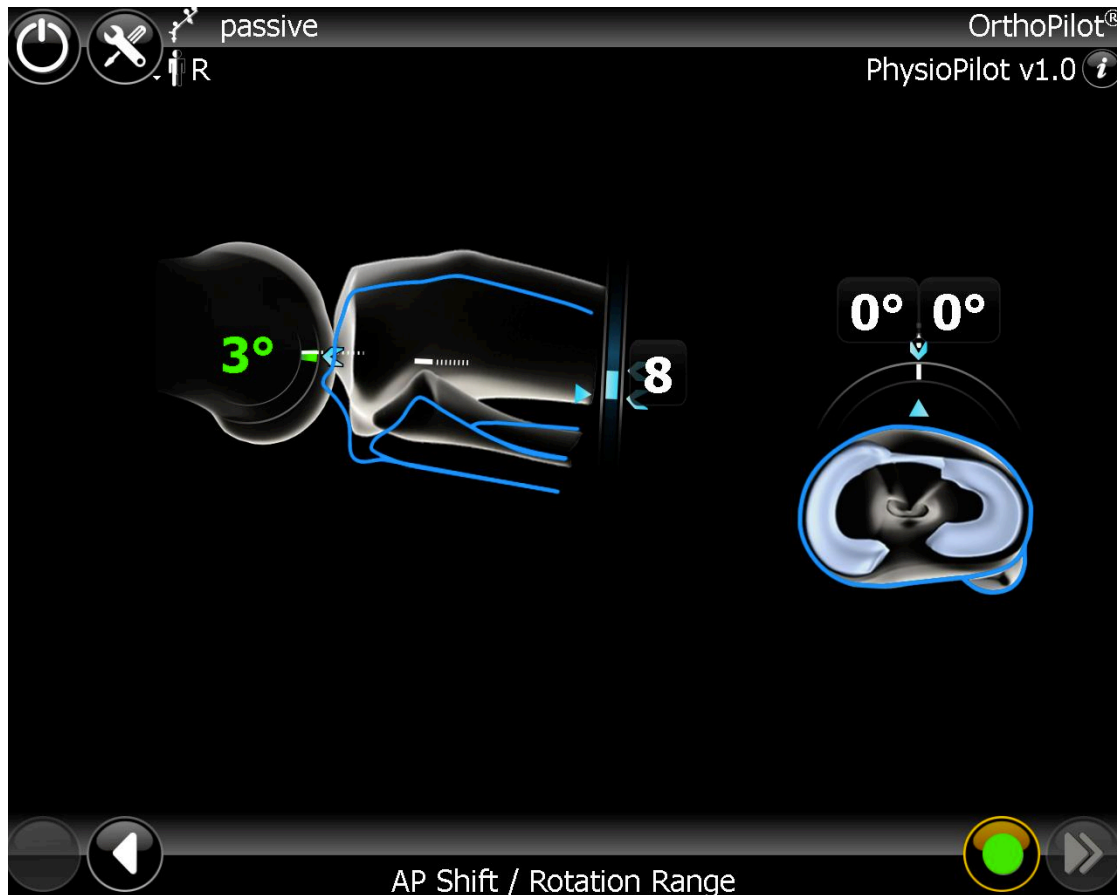 passive
OrthoPilot®
R
PhysioPilot v1.0 i
0° 0°
3°
8
AP Shift / Rotation Range